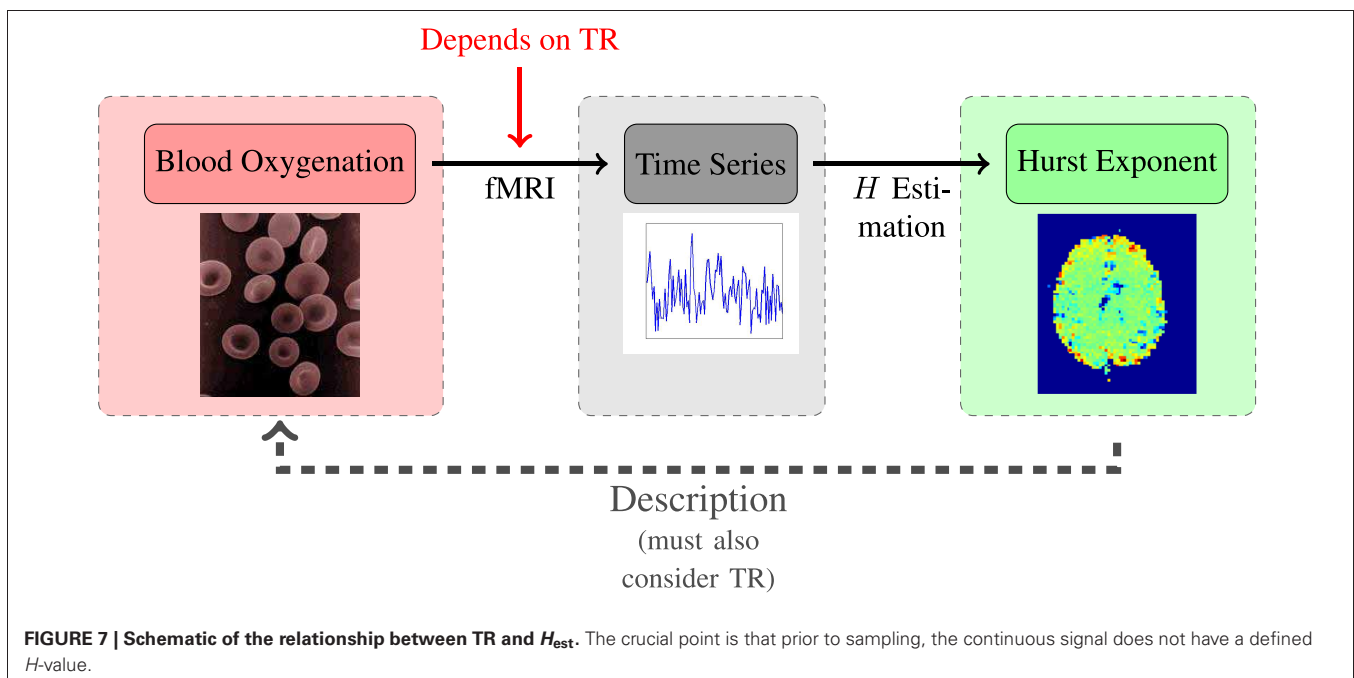 Depends on TR
Blood Oxygenation
fMRI
Time Series
H Esti-
mation
Hurst Exponent
Description
(must also
consider TR)
FIGURE 7 | Schematic of the relationship between TR and Hest. The crucial point is that prior to sampling, the continuous signal does not have a defined
H-value.